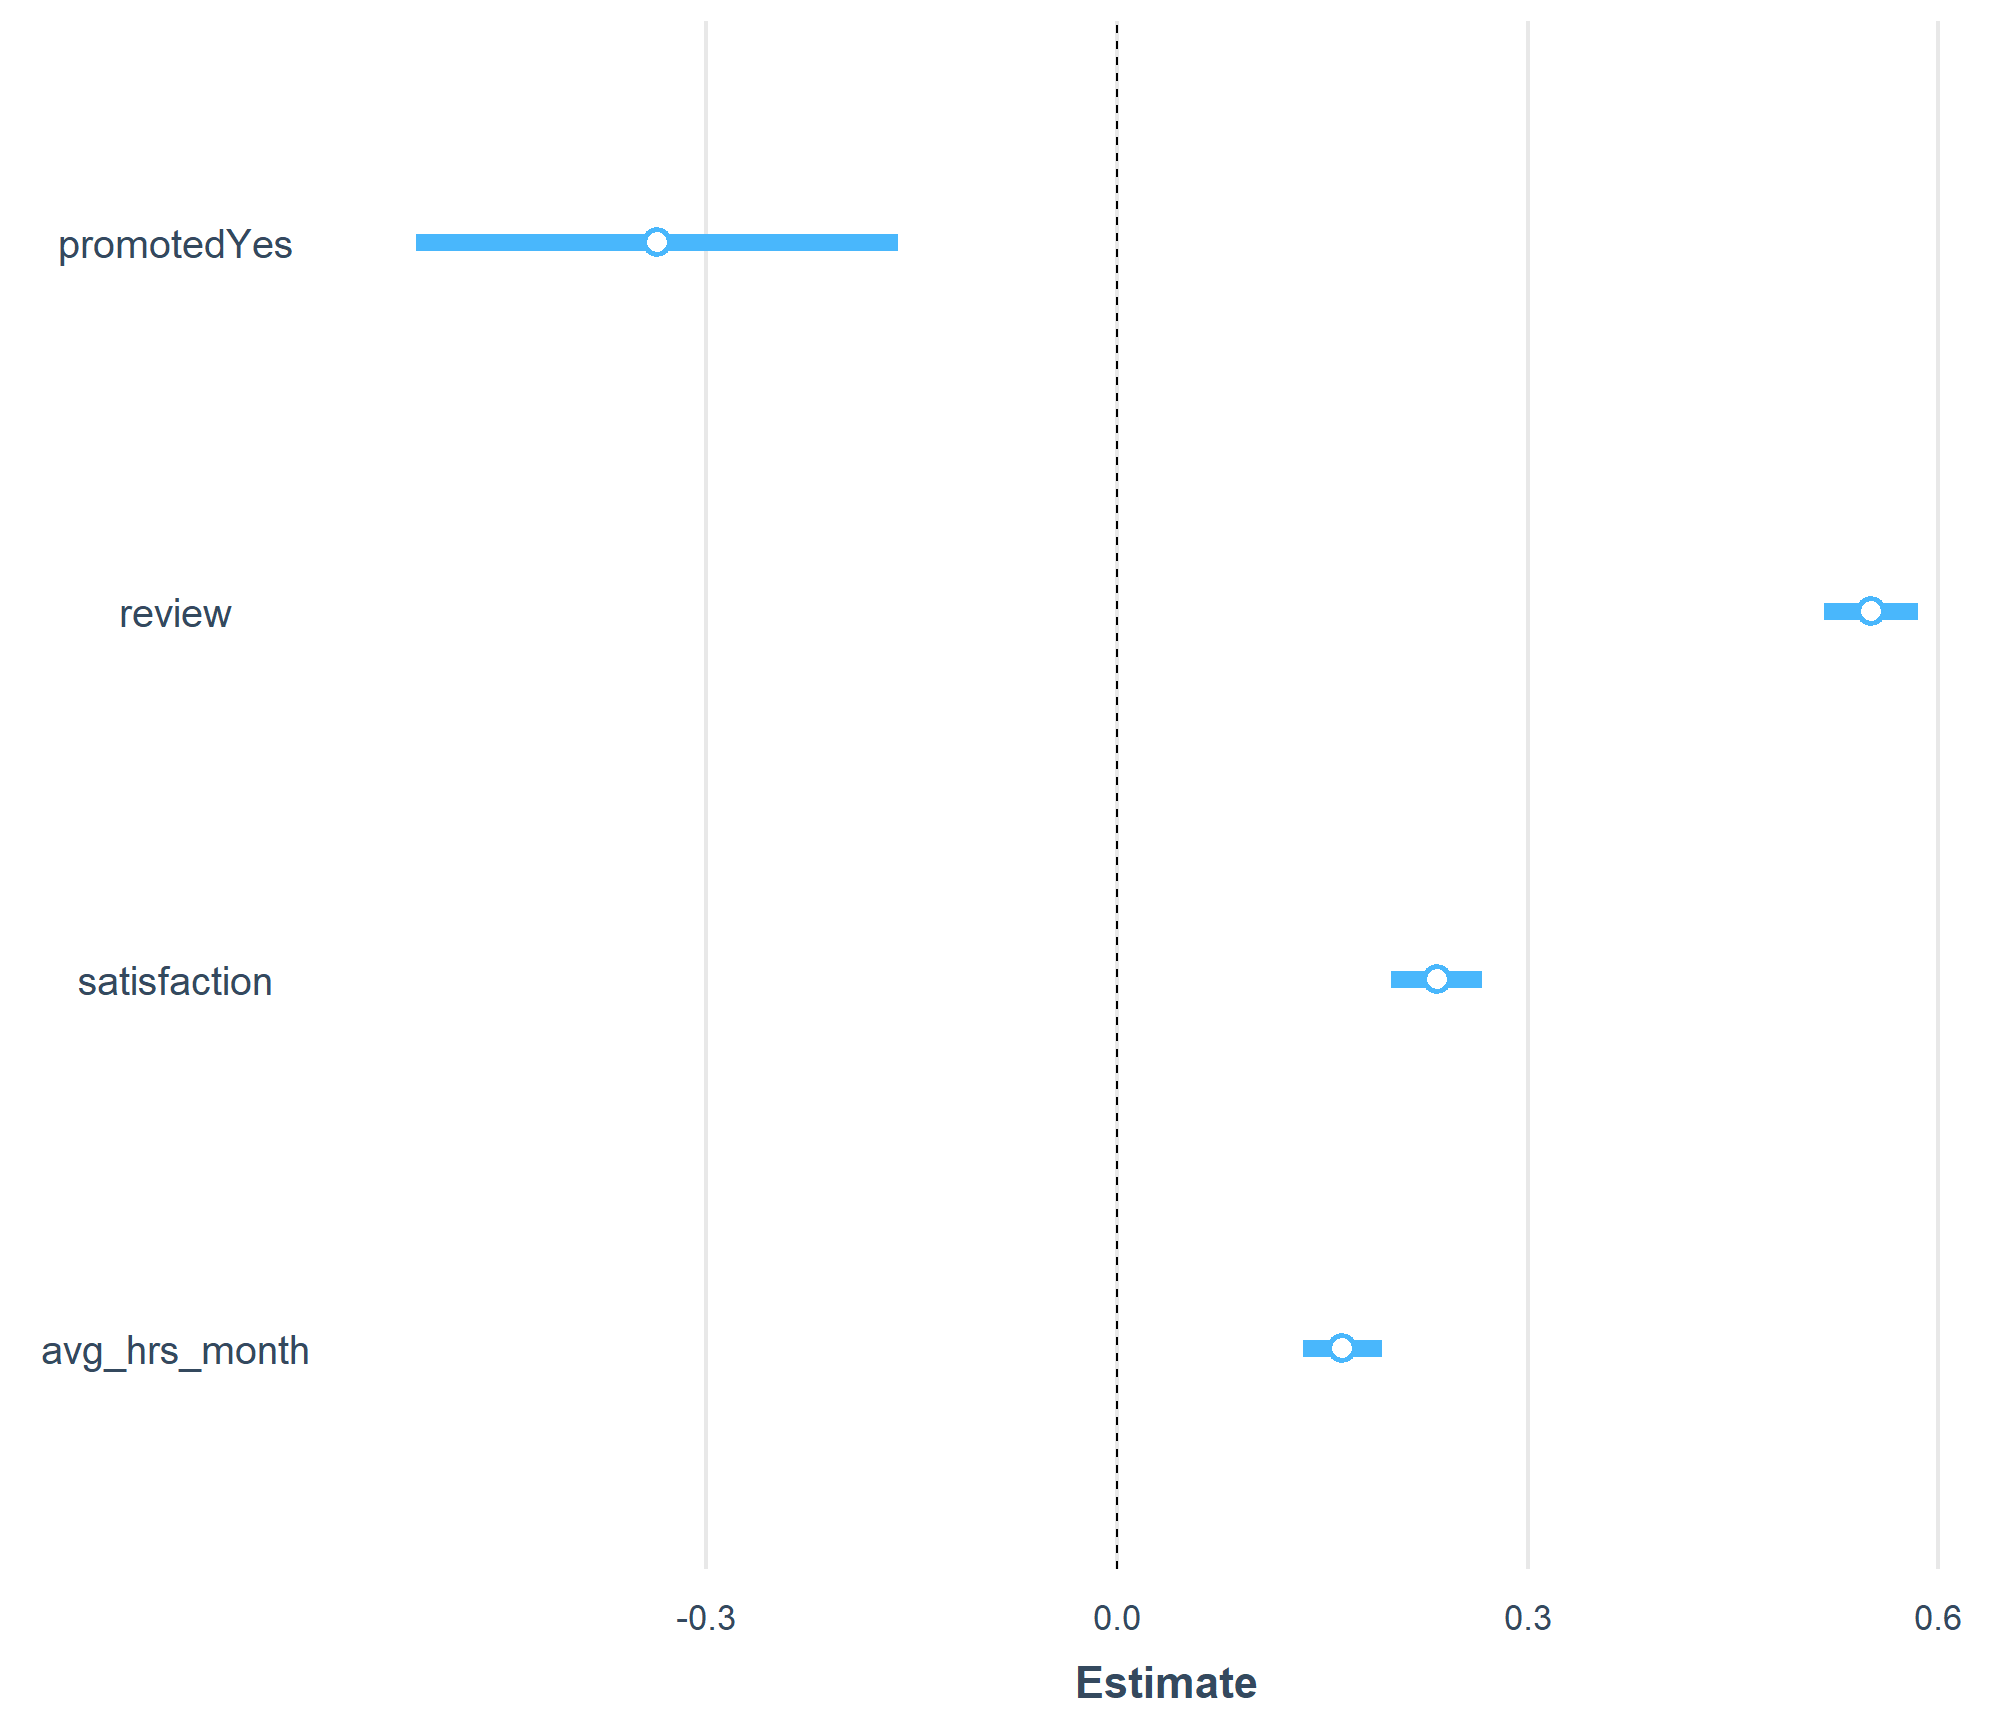 promotedYes
review
satisfaction
avg_hrs_month
-0.3 0.0 0.3 0.6
Estimate